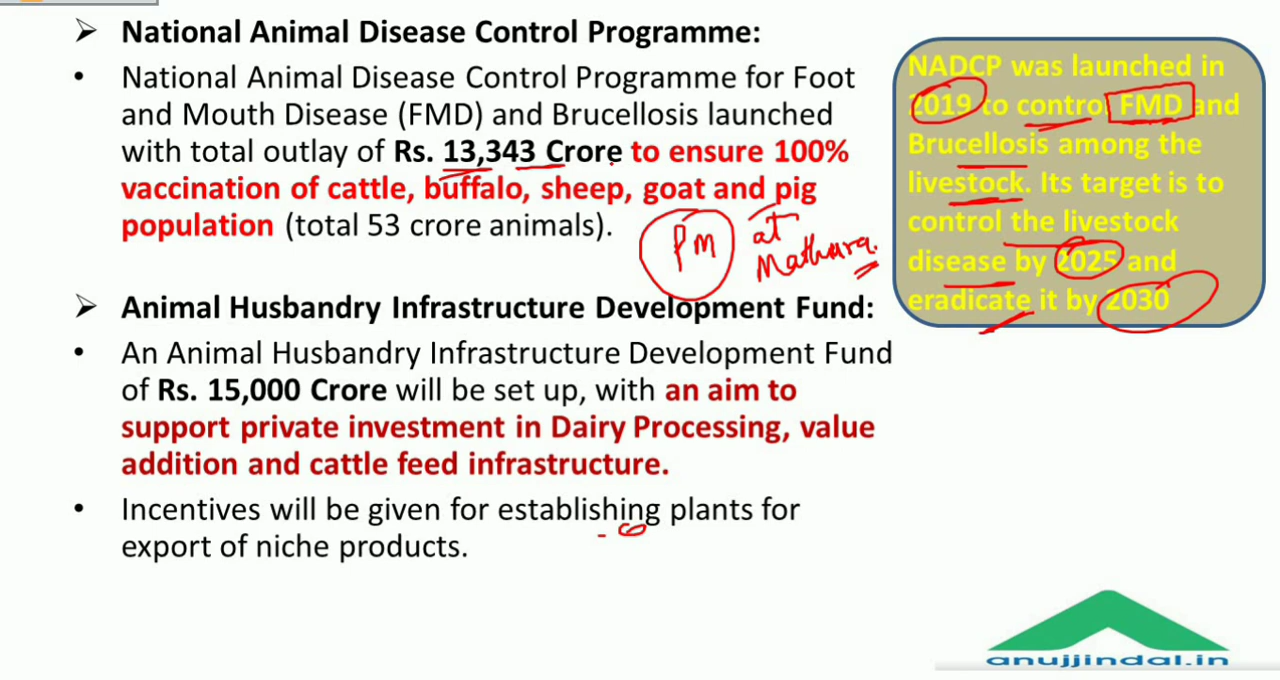 ➢ National Animal Disease Control Programme:
• National Animal Disease Control Programme for Foot
and Mouth Disease (FMD) and Brucellosis launched
with total outlay of Rs. 13,343 Crore to ensure 100%
vaccination of cattle, buffalo, sheep, goat and pig
population (total 53 crore animals).
PM at
Mathura.
➢ Animal Husbandry Infrastructure Development Fund:
• An Animal Husbandry Infrastructure Development Fund
of Rs. 15,000 Crore will be set up, with an aim to
support private investment in Dairy Processing, value
addition and cattle feed infrastructure.
• Incentives will be given for establishing plants for
export of niche products.
NADCP was launched in
2019 to control FMD and
Brucellosis among the
livestock. Its target is to
control the livestock
disease by 2025 and
eradicate it by 2030
anujjindal.in